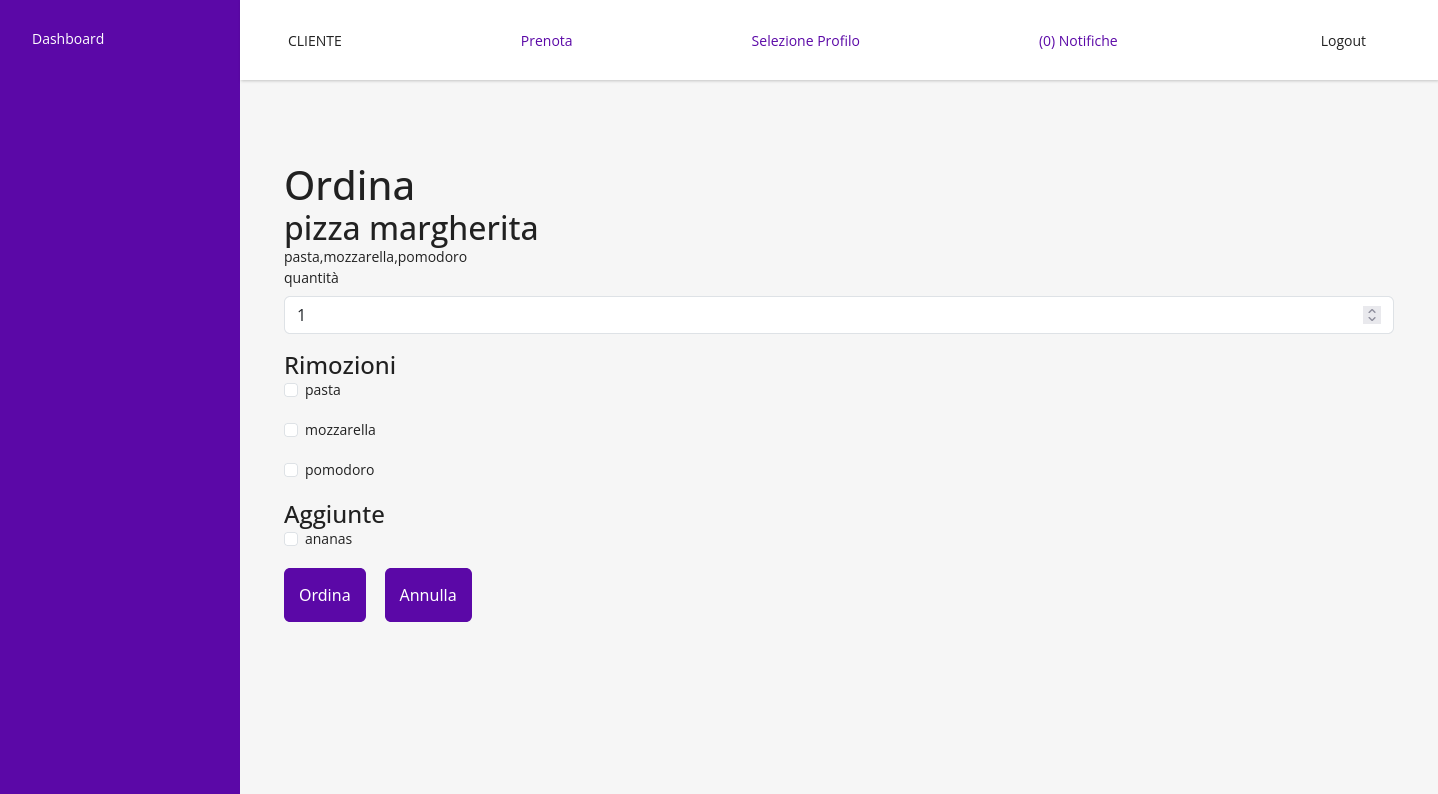 Dashboard
CLIENTE
Prenota
Selezione Profilo
(0) Notifiche
Logout
Ordina
pizza margherita
pasta,mozzarella,pomodoro
quantità
1
Rimozioni
pasta
mozzarella
pomodoro
Aggiunte
ananas
Ordina
Annulla